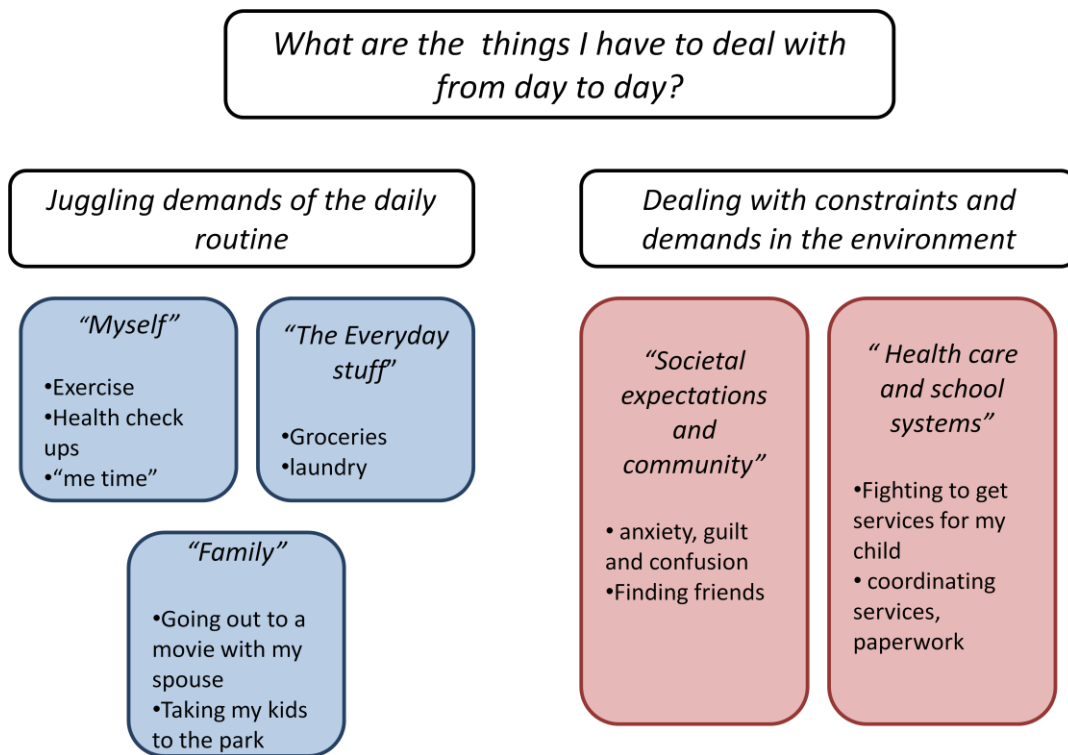 What are the  things I have to deal with
from day to day?
Juggling demands of the daily
routine
Dealing with constraints and
demands in the environment
“Myself”
•Exercise
•Health check
ups
•“me time”
“The Everyday
stuff”
•Groceries
•laundry
“Family”
•Going out to a
movie with my
spouse
•Taking my kids
to the park
“Societal
expectations
and
community”
• anxiety, guilt
and confusion
•Finding friends
“ Health care
and school
systems”
•Fighting to get
services for my
child
• coordinating
services,
paperwork